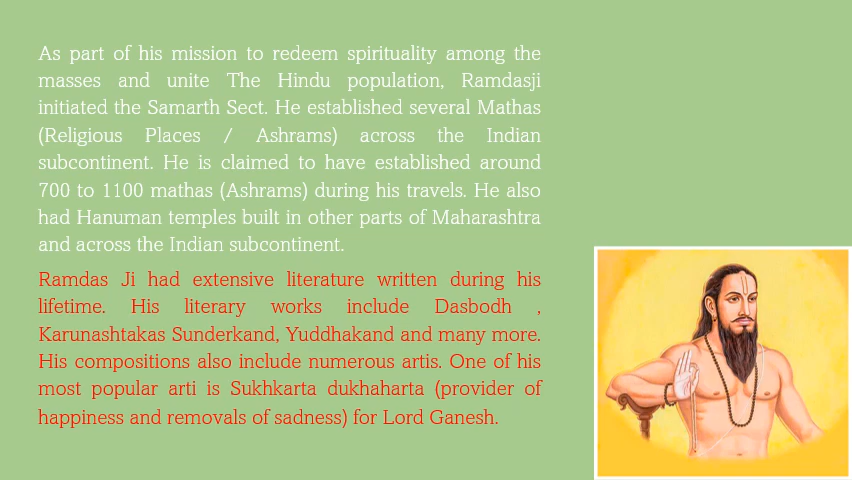 As part of his mission to redeem spirituality among the
masses and unite The Hindu population, Ramdasji
initiated the Samarth Sect. He established several Mathas
(Religious Places / Ashrams) across the Indian
subcontinent. He is claimed to have established around
700 to 1100 mathas (Ashrams) during his travels. He also
had Hanuman temples built in other parts of Maharashtra
and across the Indian subcontinent.
Ramdas Ji had extensive literature written during his
lifetime. His literary works include Dasbodh ,
Karunashtakas Sunderkand, Yuddhakand and many more.
His compositions also include numerous artis. One of his
most popular arti is Sukhkarta dukhaharta (provider of
happiness and removals of sadness) for Lord Ganesh.